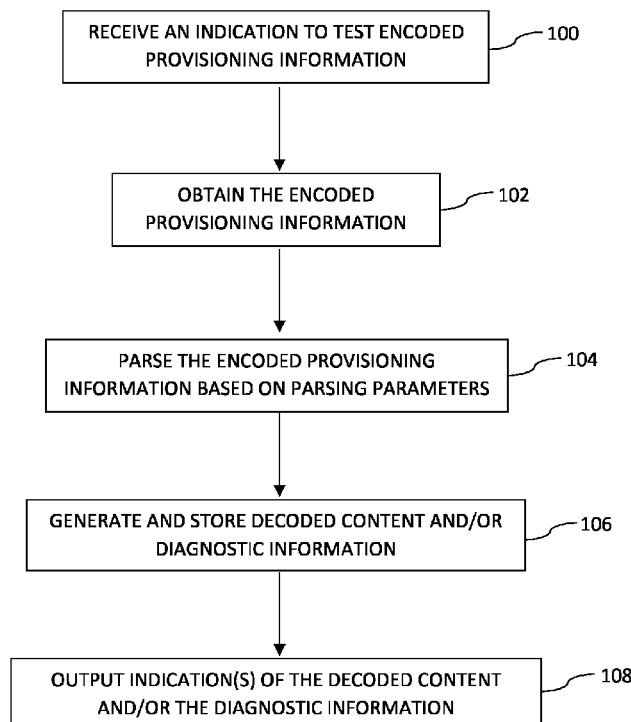 RECEIVE AN INDICATION TO TEST ENCODED
PROVISIONING INFORMATION
100
OBTAIN THE ENCODED
PROVISIONING INFORMATION
102
PARSE THE ENCODED PROVISIONING
INFORMATION BASED ON PARSING PARAMETERS
104
GENERATE AND STORE DECODED CONTENT AND/OR
DIAGNOSTIC INFORMATION
106
OUTPUT INDICATION(S) OF THE DECODED CONTENT
AND/OR THE DIAGNOSTIC INFORMATION
108